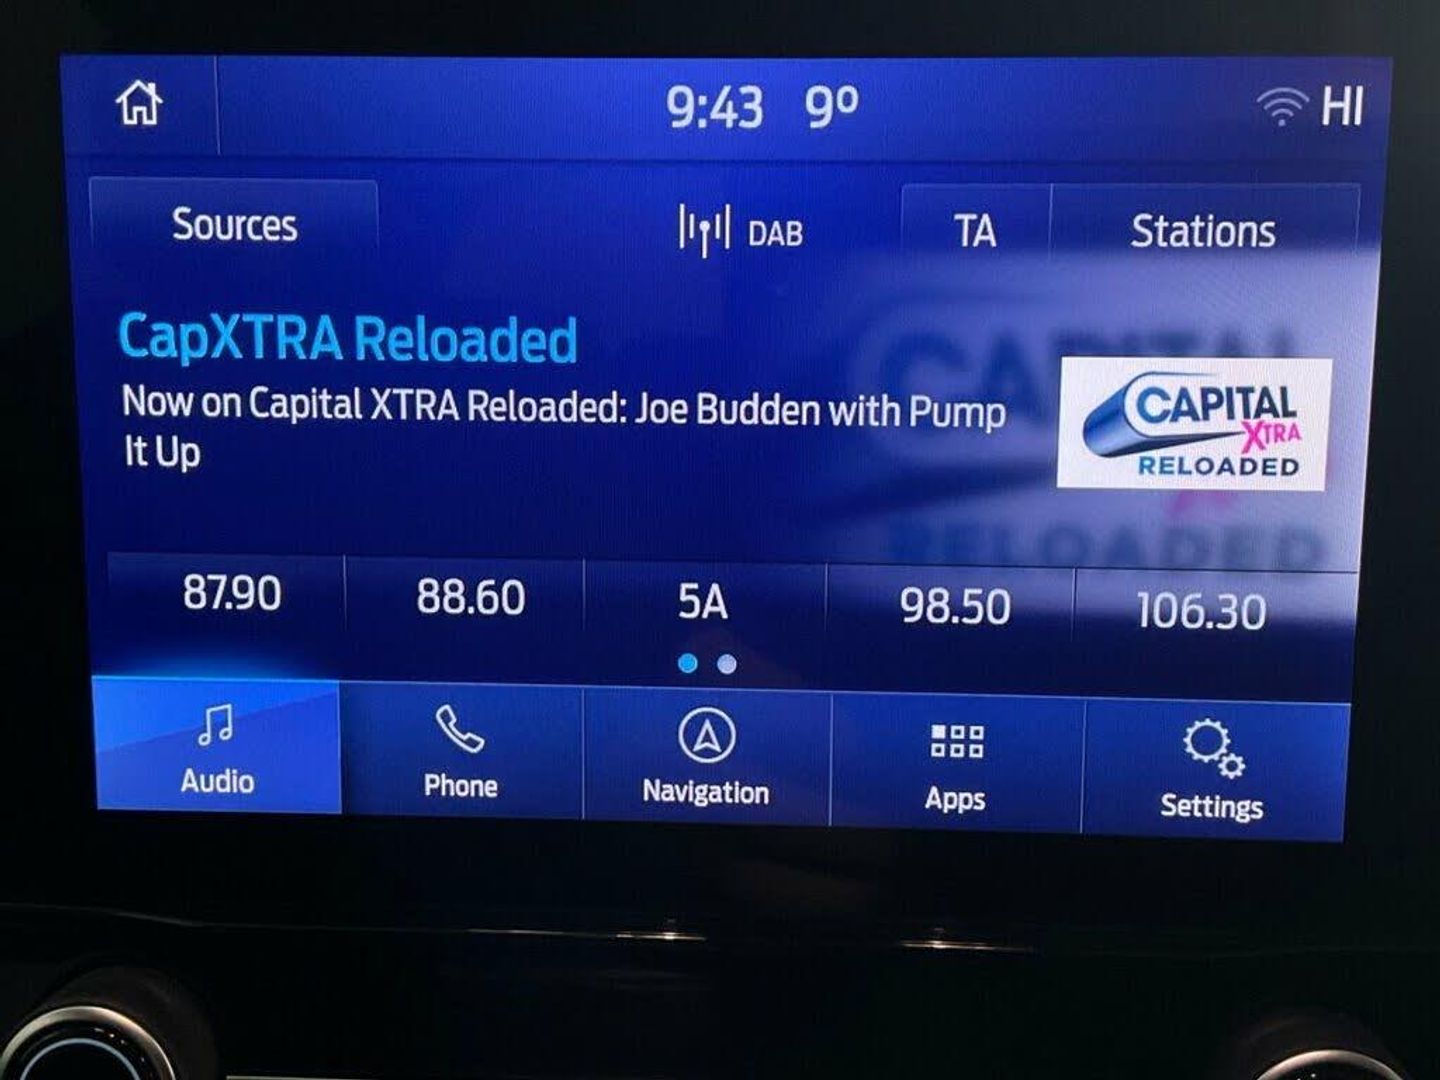 9:43 9º HI
Sources DAB TA Stations
CapXTRA Reloaded
Now on Capital XTRA Reloaded: Joe Budden with Pump
It Up
CAPITAL
XTRA
RELOADED
87.90 88.60 5A 98.50 106.30
Audio Phone Navigation Apps Settings